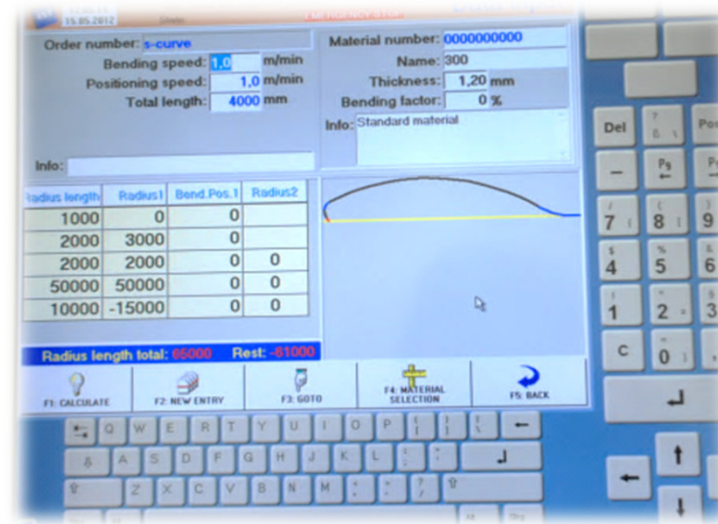 15.05.2012
EMERGENCY STOP
Order number: s-curve
Bending speed: 1,0 m/min
Positioning speed: 1,0 m/min
Total length: 4000 mm
Info:
Material number: 0000000000
Name: 300
Thickness: 1,20 mm
Bending factor: 0 %
Info: Standard material
Radius length Radius1 Bend.Pos.1 Radius2
1000 0 0
2000 3000 0
2000 2000 0 0
50000 50000 0 0
10000 -15000 0 0
Radius length total: 65000 Rest: -61000
F1: CALCULATE
F2: NEW ENTRY
F3: GOTO
F4: MATERIAL
SELECTION
F5: BACK
Del
Pg
7 8 9
4 5 6
1 2 3
C 0
Q W E R T Y U I O P
A S D F G H J K L
Z X C V B N M